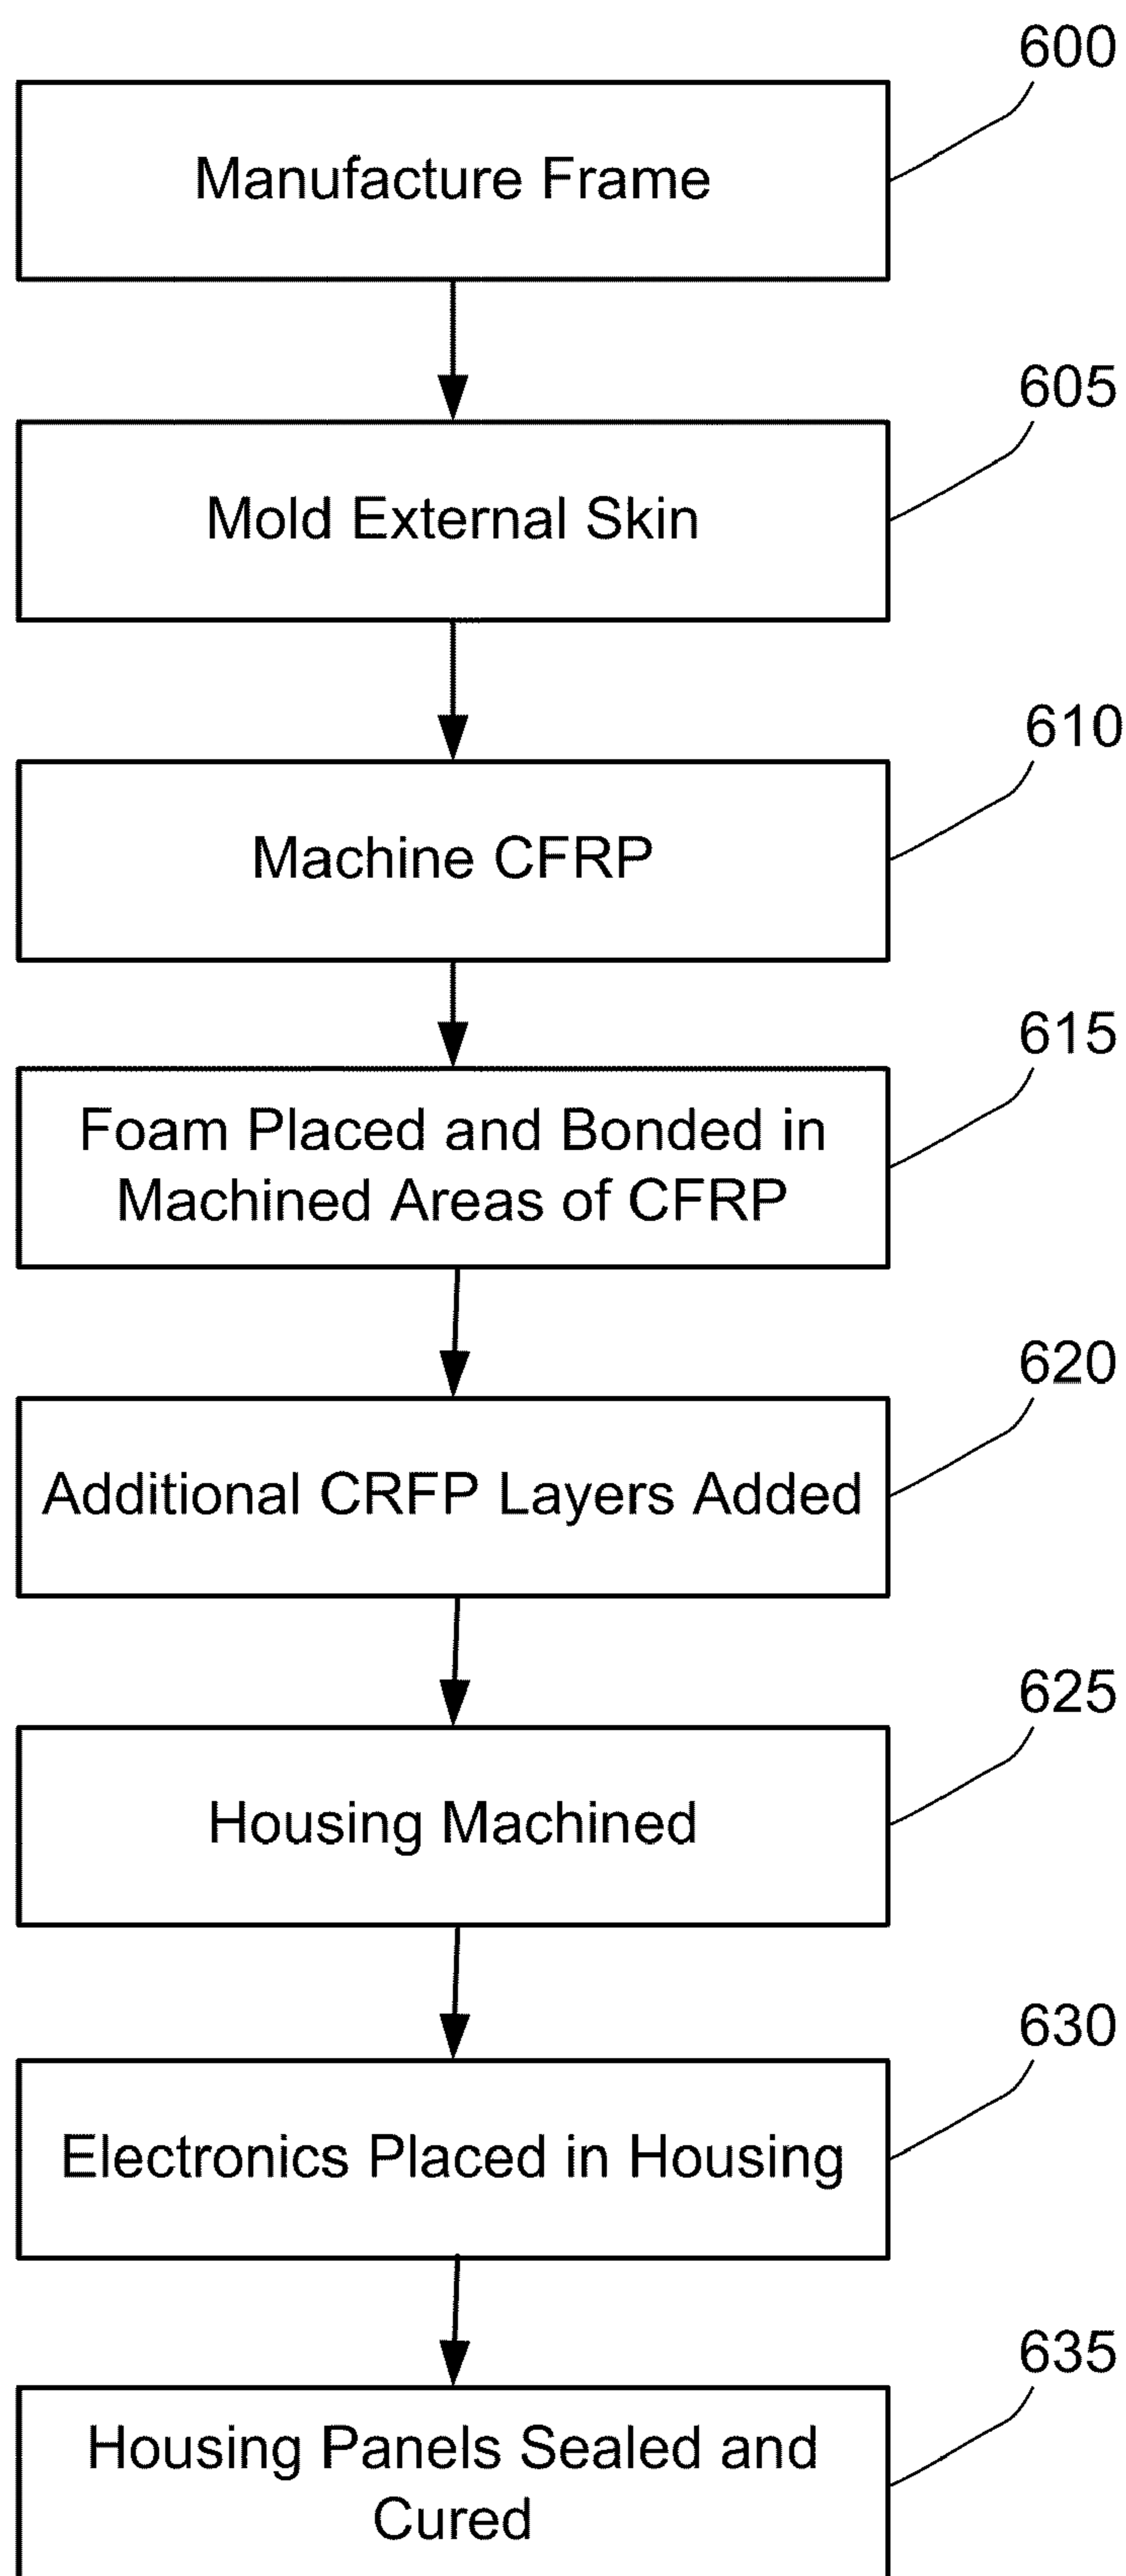 600
Manufacture Frame
605
Mold External Skin
610
Machine CFRP
615
Foam Placed and Bonded in
Machined Areas of CFRP
620
Additional CRFP Layers Added
625
Housing Machined
630
Electronics Placed in Housing
635
Housing Panels Sealed and
Cured